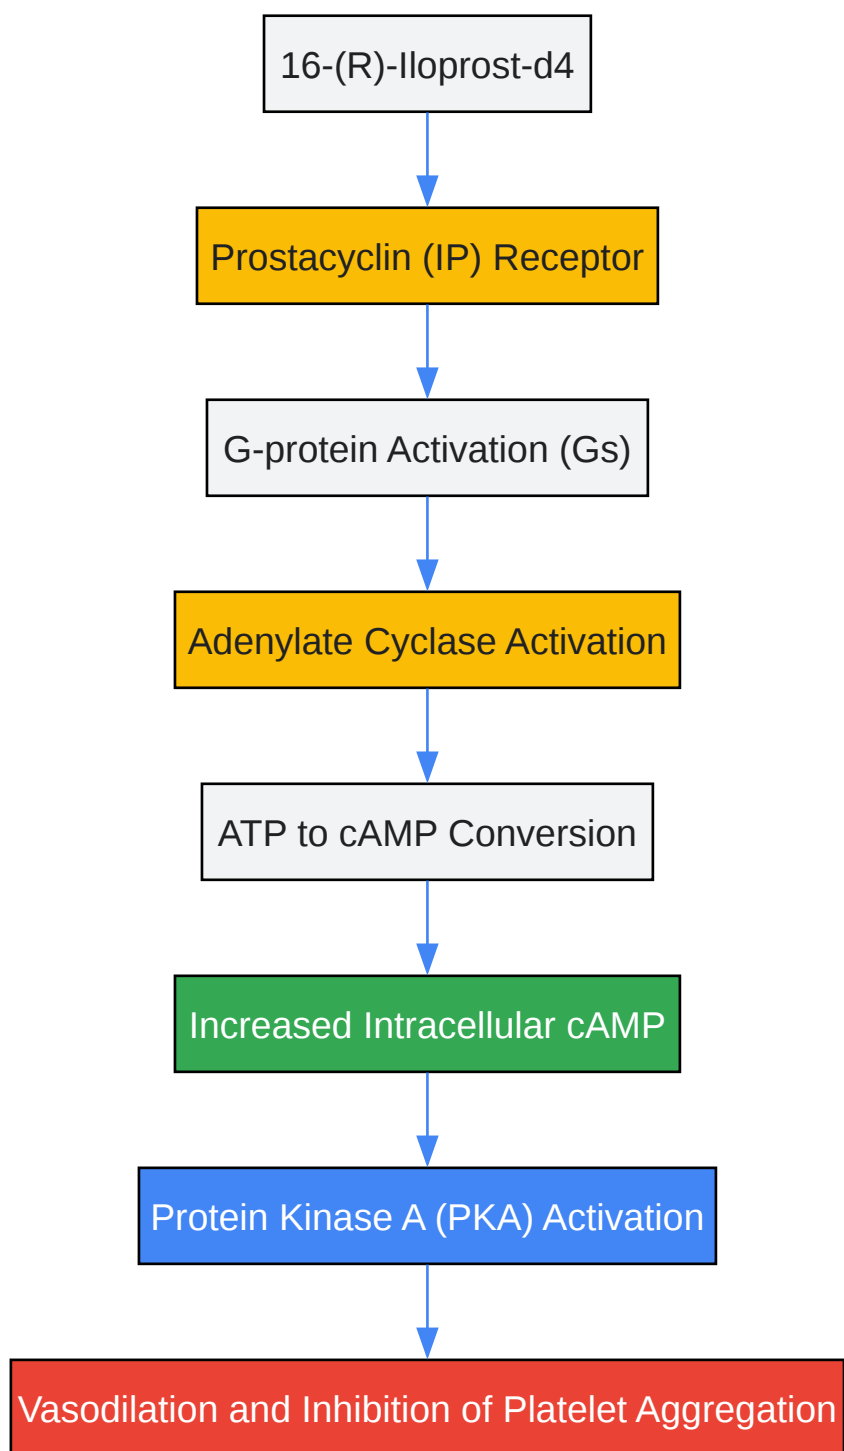 16-(R)-Iloprost-d4
Prostacyclin (IP) Receptor
G-protein Activation (Gs)
Adenylate Cyclase Activation
ATP to cAMP Conversion
Increased Intracellular cAMP
Protein Kinase A (PKA) Activation
Vasodilation and Inhibition of Platelet Aggregation